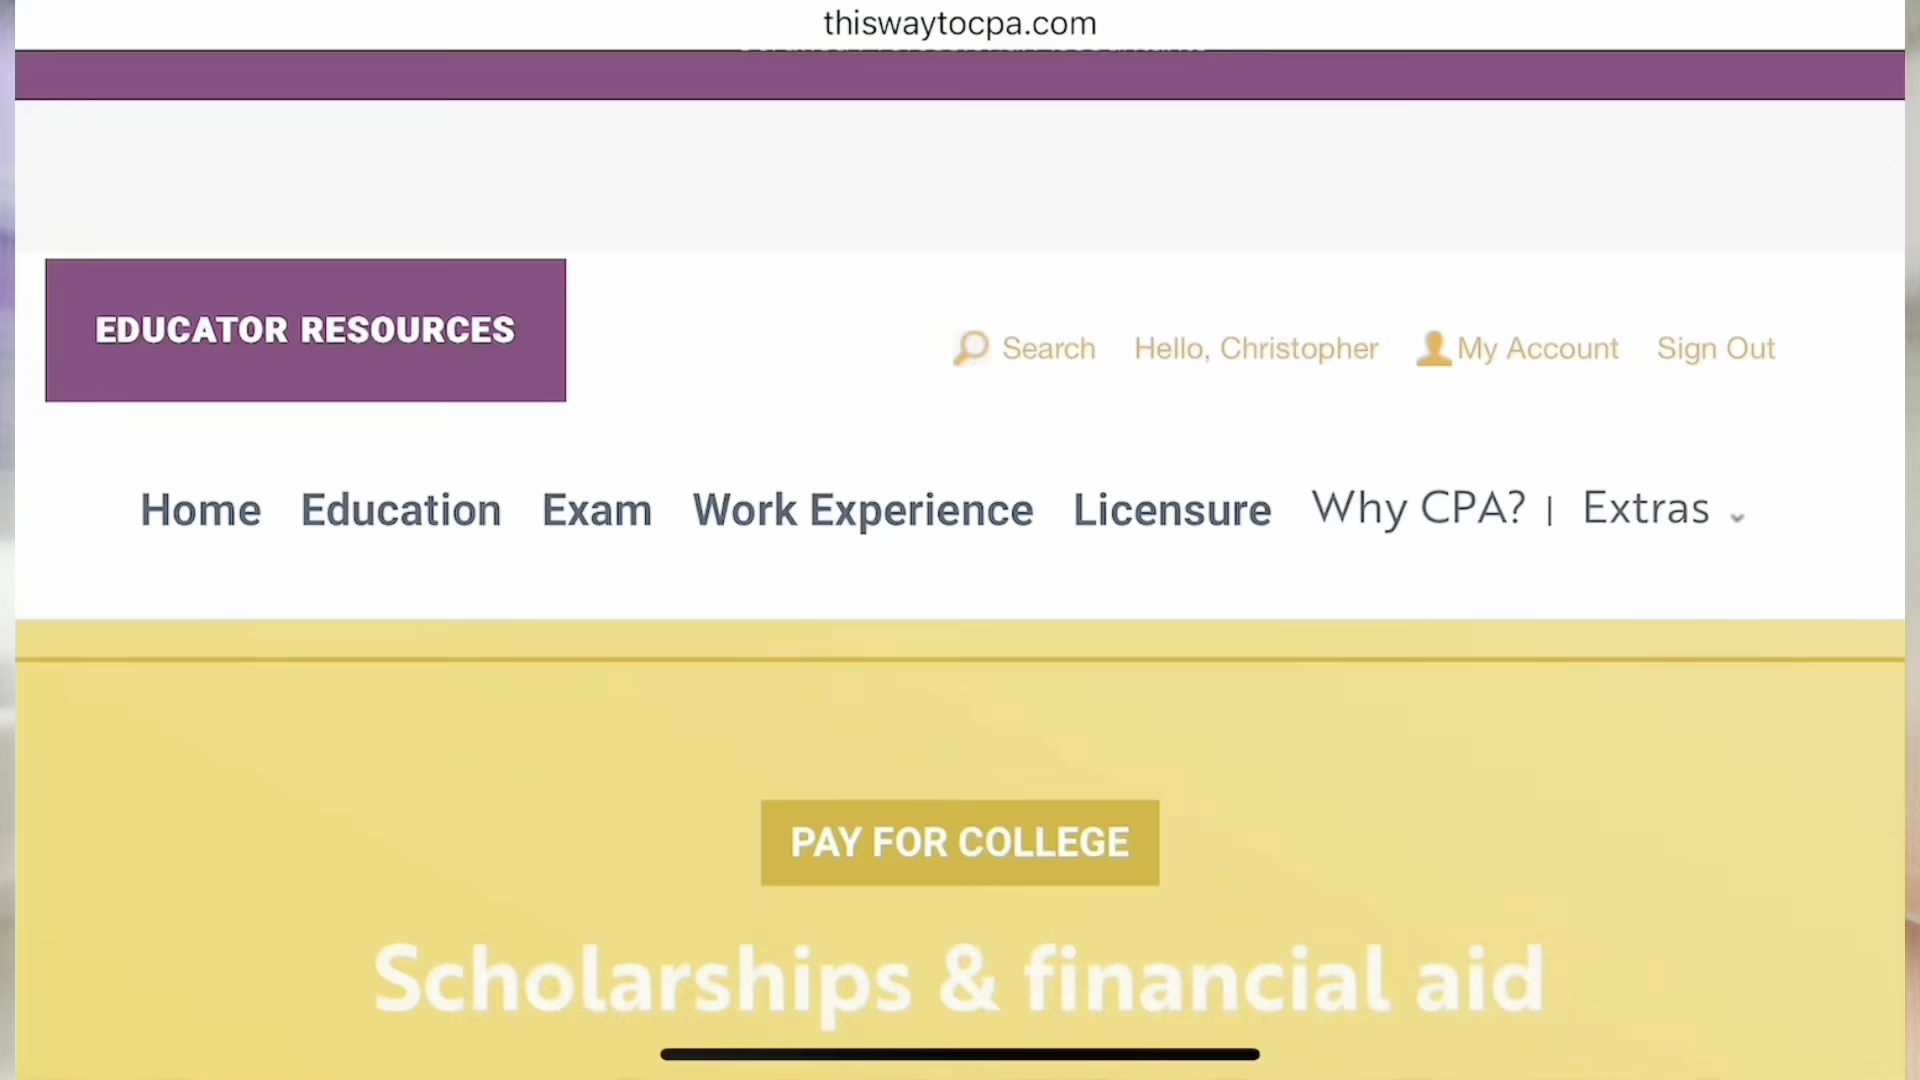 thiswaytocpa.com
EDUCATOR RESOURCES
Search Hello, Christopher My Account Sign Out
Home Education Exam Work Experience Licensure Why CPA? | Extras
PAY FOR COLLEGE
Scholarships & financial aid